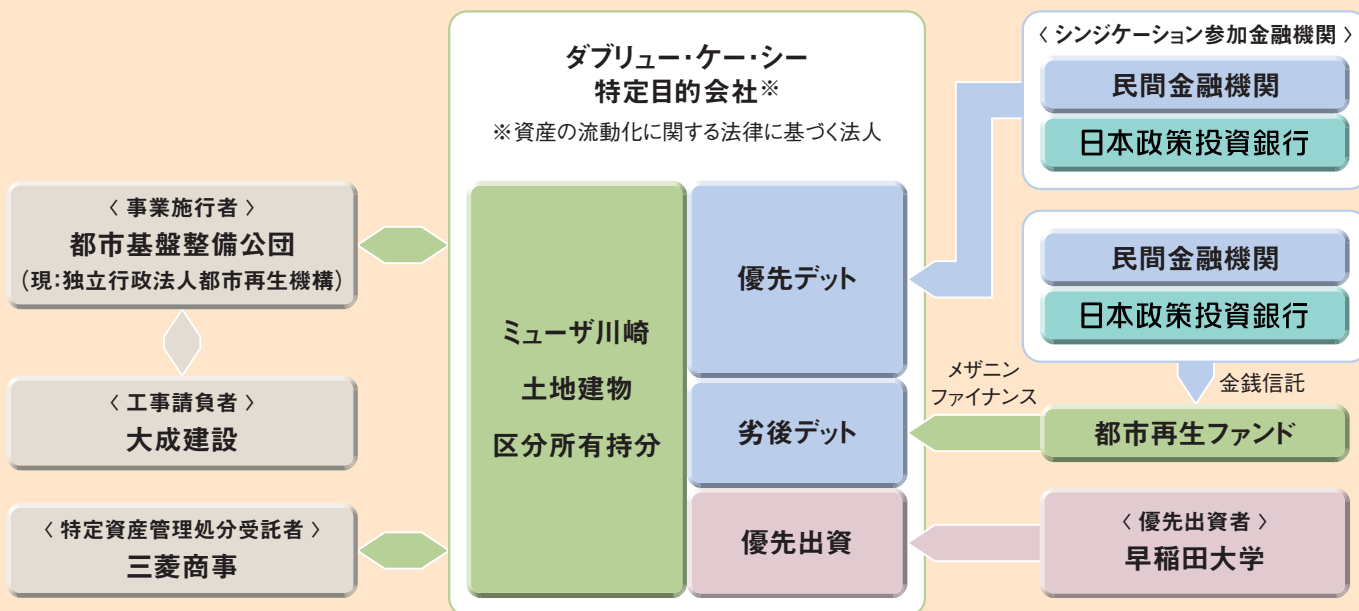 ダブリュー・ケー・シー
特定目的会社※
※資産の流動化に関する法律に基づく法人
〈 事業施行者 〉
都市基盤整備公団
(現:独立行政法人都市再生機構)
〈 工事請負者 〉
大成建設
〈 特定資産管理処分受託者 〉
三菱商事
ミューザ川崎
土地建物
区分所有持分
優先デット
劣後デット
優先出資
〈 シンジケーション参加金融機関 〉
民間金融機関
日本政策投資銀行
民間金融機関
日本政策投資銀行
金銭信託
メザニン
ファイナンス
都市再生ファンド
〈 優先出資者 〉
早稲田大学